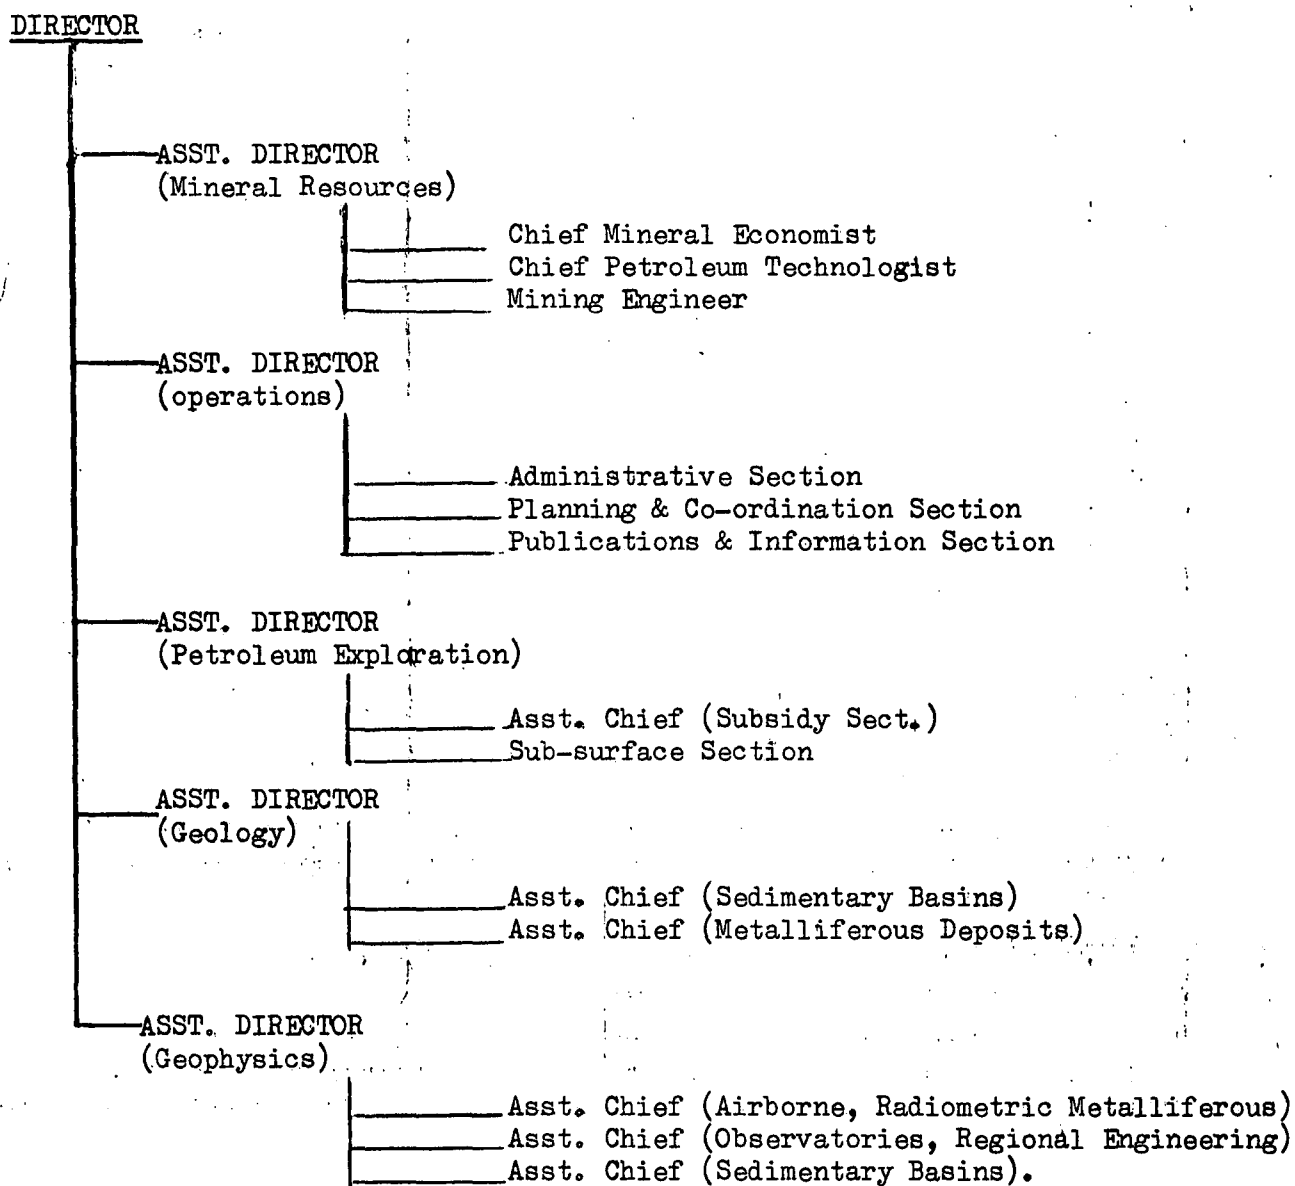 DIRECTOR
ASST. DIRECTOR
(Mineral Resources)
Chief Mineral Economist
Chief Petroleum Technologist
Mining Engineer
ASST. DIRECTOR
(operations)
Administrative Section
Planning & Co-ordination Section
Publications & Information Section
ASST. DIRECTOR
(Petroleum Exploration)
Asst. Chief (Subsidy Sect.)
Sub-surface Section
ASST. DIRECTOR
(Geology)
Asst. Chief (Sedimentary Basins)
Asst. Chief (Metalliferous Deposits)
ASST. DIRECTOR
(Geophysics)
Asst. Chief (Airborne, Radiometric Metalliferous)
Asst. Chief (Observatories, Regional Engineering)
Asst. Chief (Sedimentary Basins).